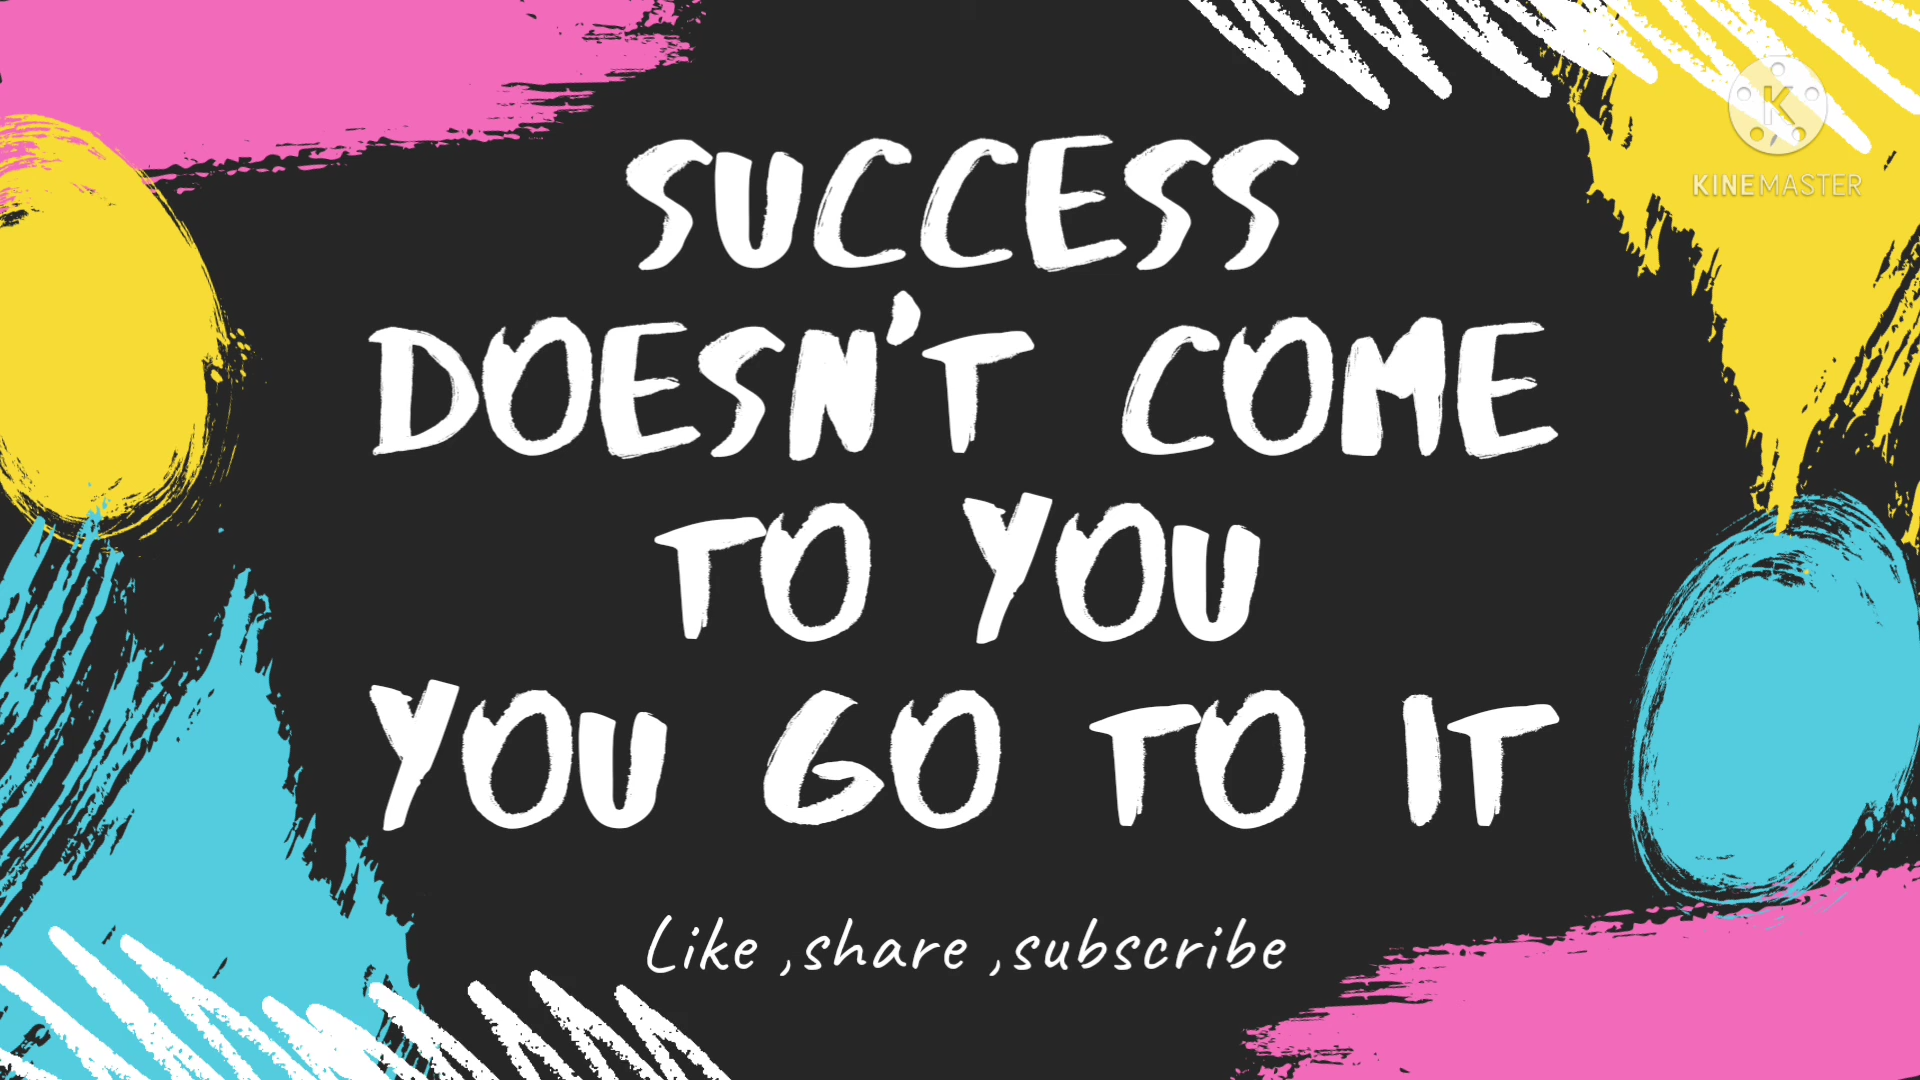 KINEMASTER
SUCCESS
DOESN'T COME
TO YOU
YOU GO TO IT
Like ,share ,subscribe